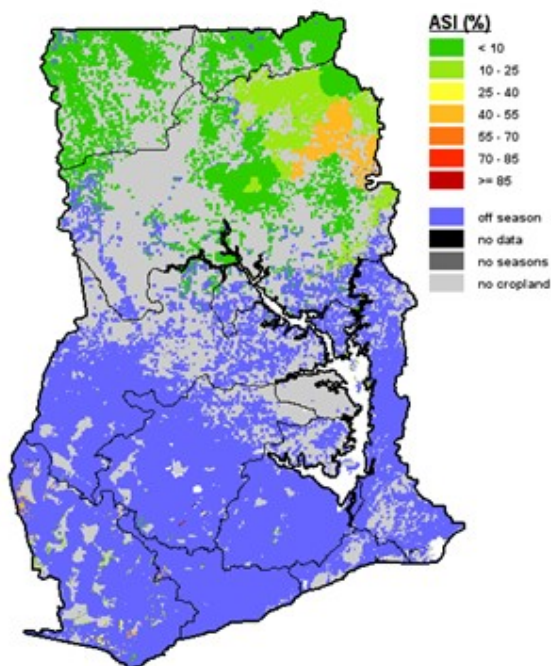 ASI (%)
< 10
10 - 25
25 - 40
40 - 55
55 - 70
70 - 85
>= 85
off season
no data
no seasons
no cropland